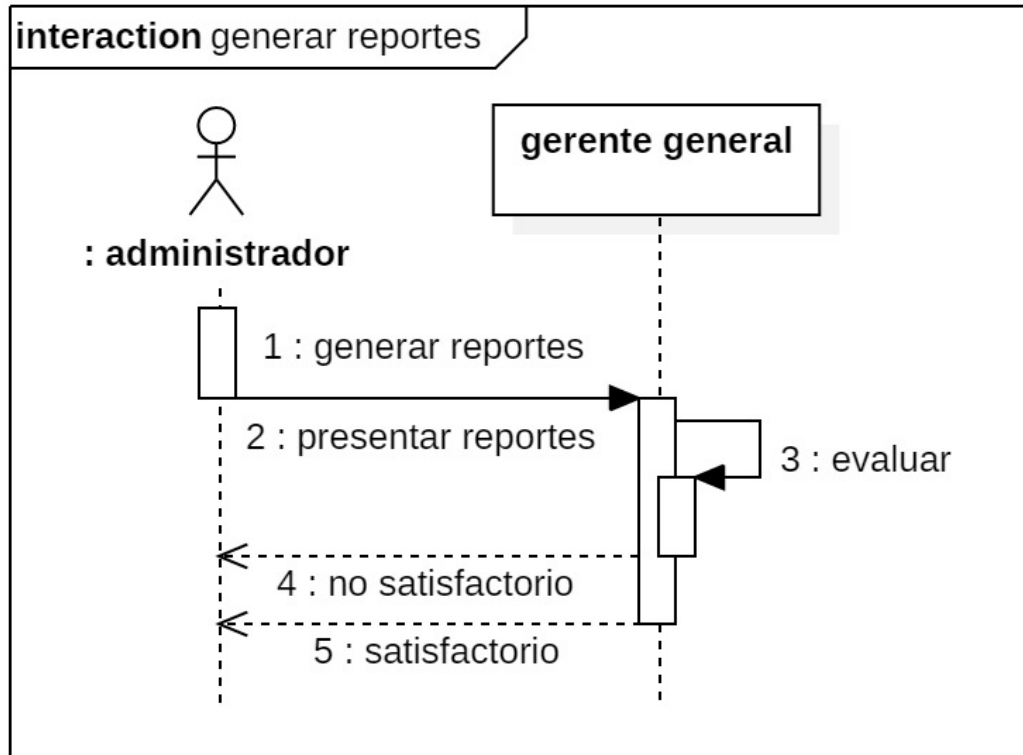 interaction generar reportes
gerente general
: administrador
1 : generar reportes
2 : presentar reportes
3 : evaluar
4 : no satisfactorio
5 : satisfactorio